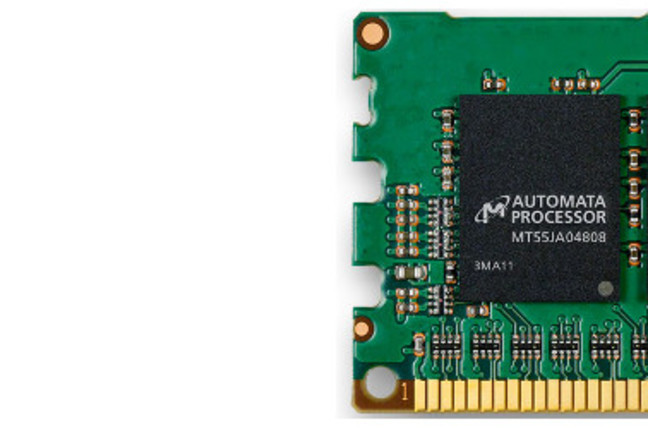 AUTOMATA
PROCESSOR
MT55JA04808
3MA11
1